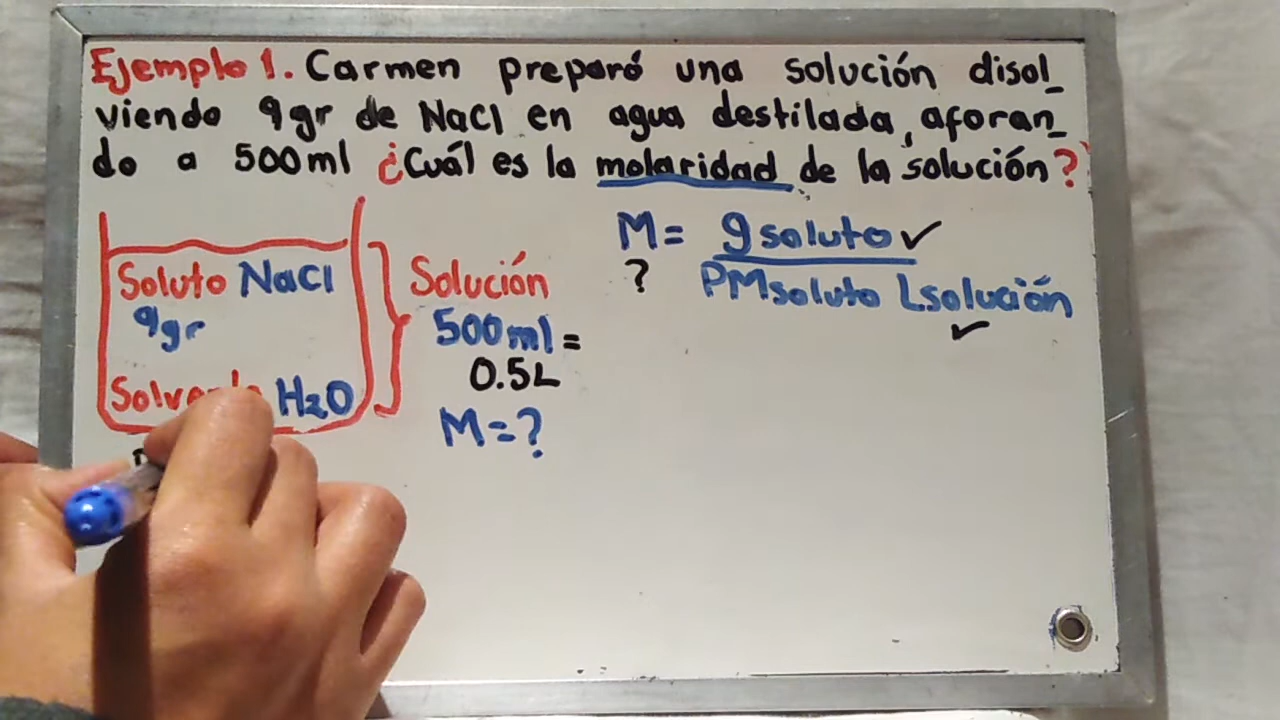 Ejemplo 1. Carmen preparó una solución disol_
viendo 9gr de NaCl en agua destilada, aforan_
do a 500ml ¿Cuál es la molaridad de la solución?
M = g soluto ✓
? PMsoluto Lsolución
✓
Soluto NaCl
9gr
H₂O
Solución
500ml =
0.5L
M=?